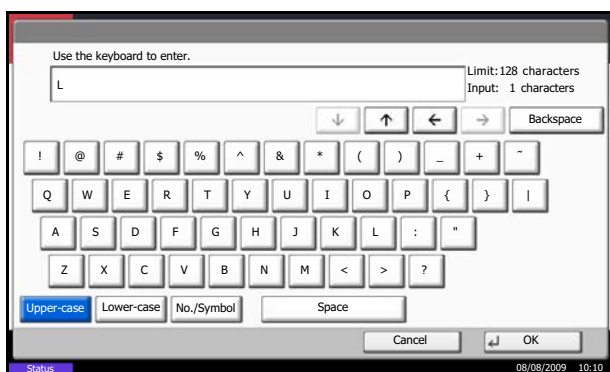 Use the keyboard to enter.
Limit: 128 characters
L
Input: 1 characters
↓ ↑ ← → Backspace
! @ # $ % ^ & * ( ) _ + ~
Q W E R T Y U I O P { } |
A S D F G H J K L : "
Z X C V B N M < > ?
Upper-case Lower-case No./Symbol Space
Cancel OK
Status 08/08/2009 10:10